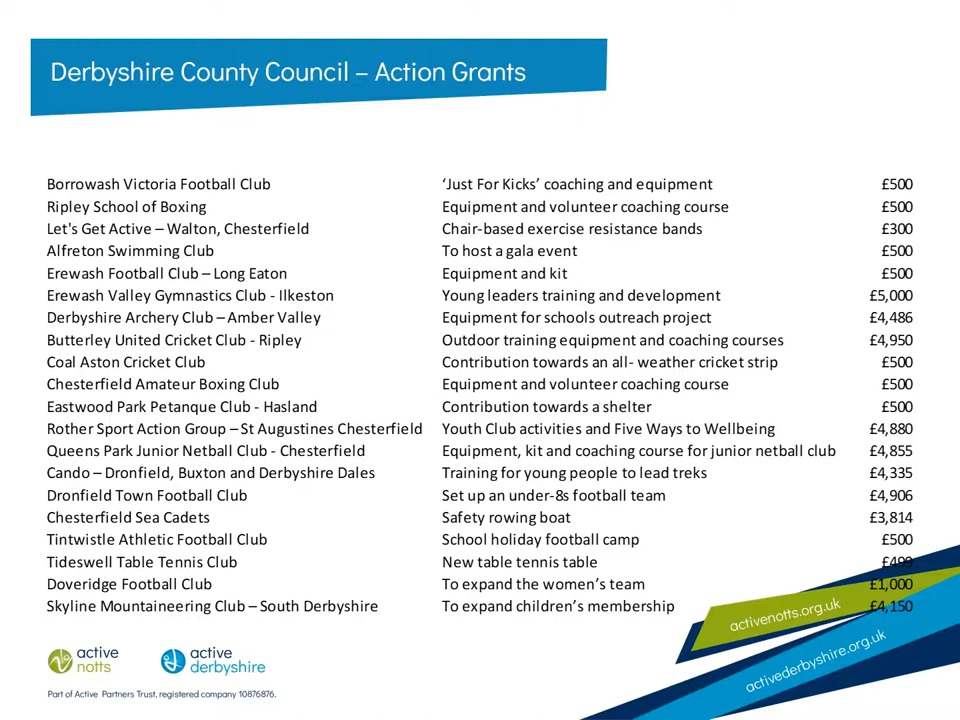 Derbyshire County Council – Action Grants
Borrowash Victoria Football Club ‘Just For Kicks’ coaching and equipment £500
Ripley School of Boxing Equipment and volunteer coaching course £500
Let's Get Active – Walton, Chesterfield Chair-based exercise resistance bands £300
Alfreton Swimming Club To host a gala event £500
Erewash Football Club – Long Eaton Equipment and kit £500
Erewash Valley Gymnastics Club - Ilkeston Young leaders training and development £5,000
Derbyshire Archery Club – Amber Valley Equipment for schools outreach project £4,486
Butterley United Cricket Club - Ripley Outdoor training equipment and coaching courses £4,950
Coal Aston Cricket Club Contribution towards an all- weather cricket strip £500
Chesterfield Amateur Boxing Club Equipment and volunteer coaching course £500
Eastwood Park Petanque Club - Hasland Contribution towards a shelter £500
Rother Sport Action Group – St Augustines Chesterfield Youth Club activities and Five Ways to Wellbeing £4,880
Queens Park Junior Netball Club - Chesterfield Equipment, kit and coaching course for junior netball club £4,855
Cando – Dronfield, Buxton and Derbyshire Dales Training for young people to lead treks £4,335
Dronfield Town Football Club Set up an under-8s football team £4,906
Chesterfield Sea Cadets Safety rowing boat £3,814
Tintwistle Athletic Football Club School holiday football camp £500
Tideswell Table Tennis Club New table tennis table £499
Doveridge Football Club To expand the women’s team £1,000
Skyline Mountaineering Club – South Derbyshire To expand children’s membership £4,150
activenotts.org.uk
activederbyshire.org.uk
active notts
active derbyshire
Part of Active Partners Trust, registered company 10876876.